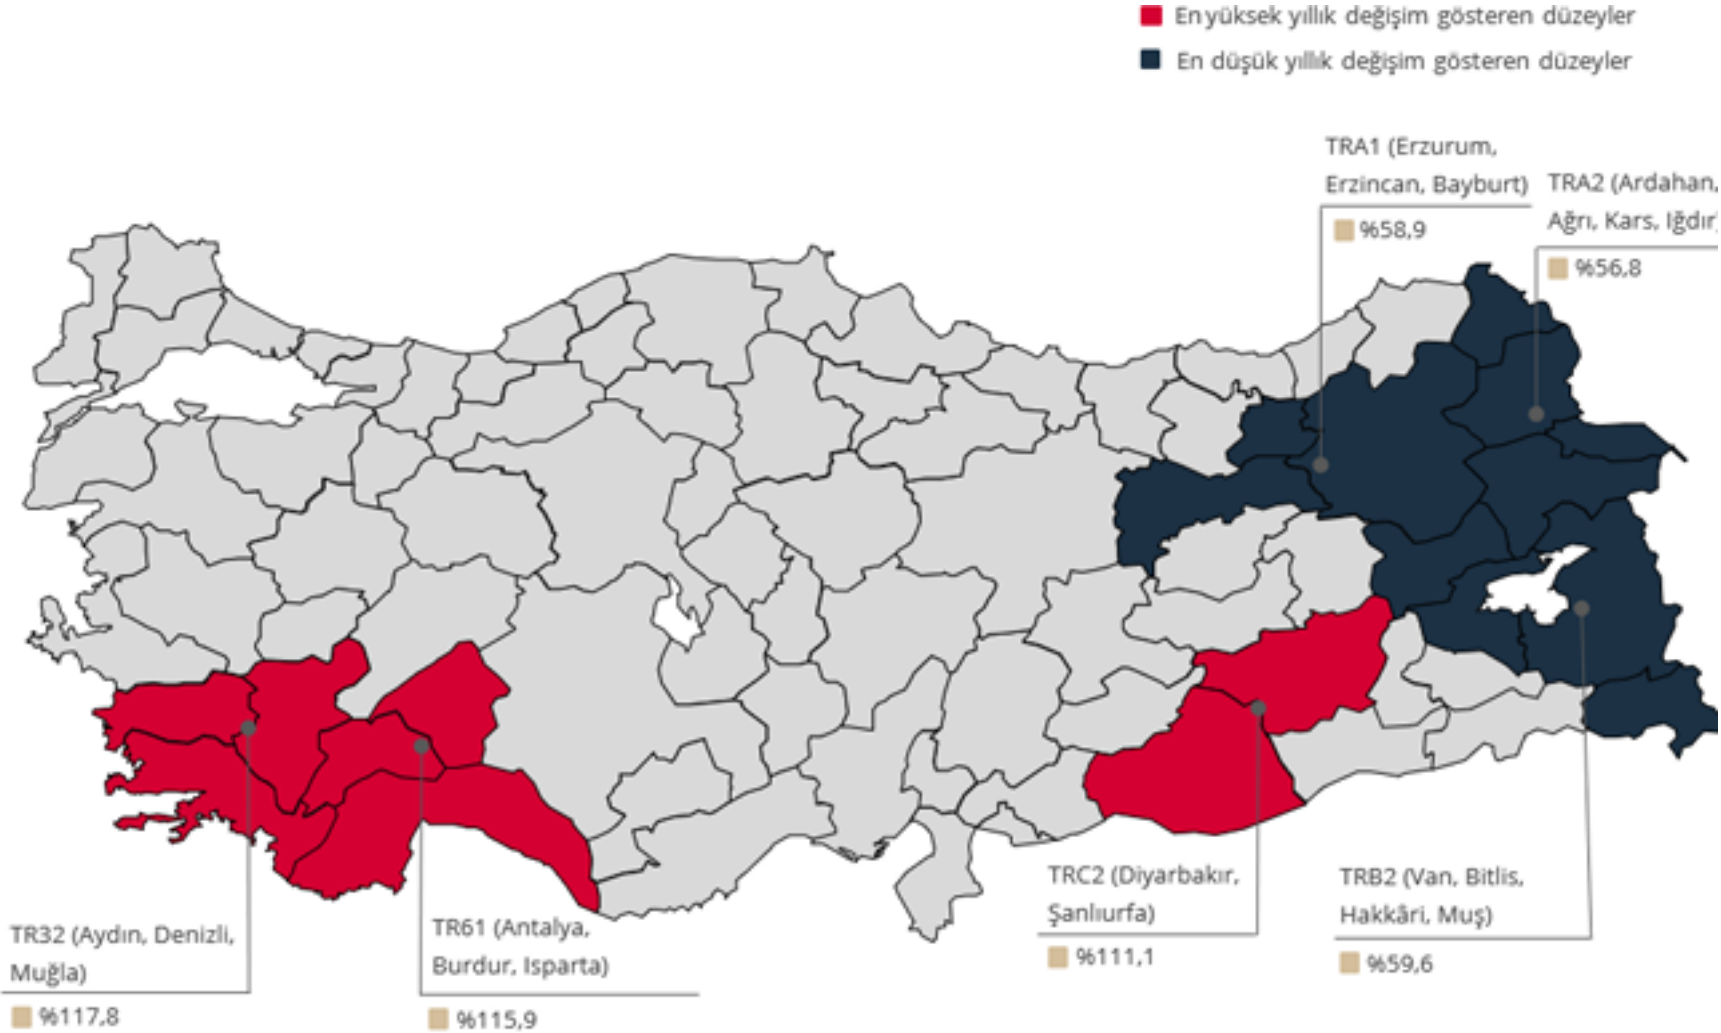 En yüksek yıllık değişim gösteren düzeyler
En düşük yıllık değişim gösteren düzeyler
TRA1 (Erzurum,
Erzincan, Bayburt)
%58,9
TRA2 (Ardahan,
Ağrı, Kars, Iğdır)
%56,8
TR32 (Aydın, Denizli,
Muğla)
%117,8
TR61 (Antalya,
Burdur, Isparta)
%115,9
TRC2 (Diyarbakır,
Şanlıurfa)
%111,1
TRB2 (Van, Bitlis,
Hakkâri, Muş)
%59,6